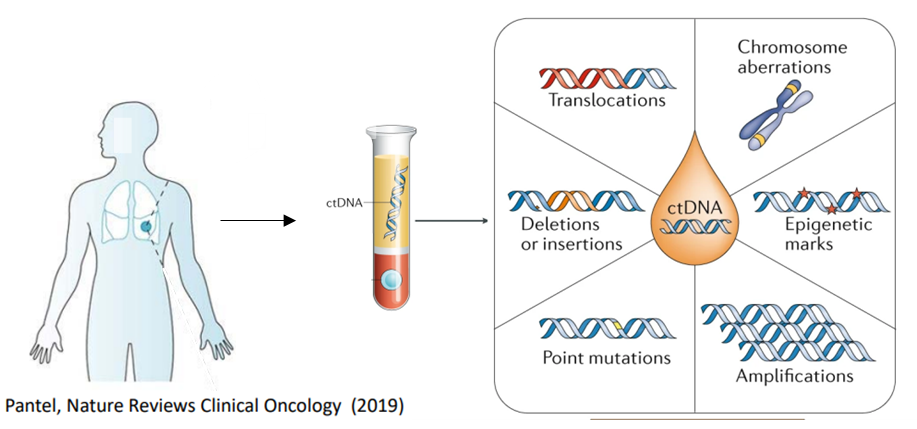 Chromosome
aberrations
Translocations
ctDNA
ctDNA
Deletions
or insertions
Epigenetic
marks
Point mutations
Amplifications
Pantel, Nature Reviews Clinical Oncology (2019)